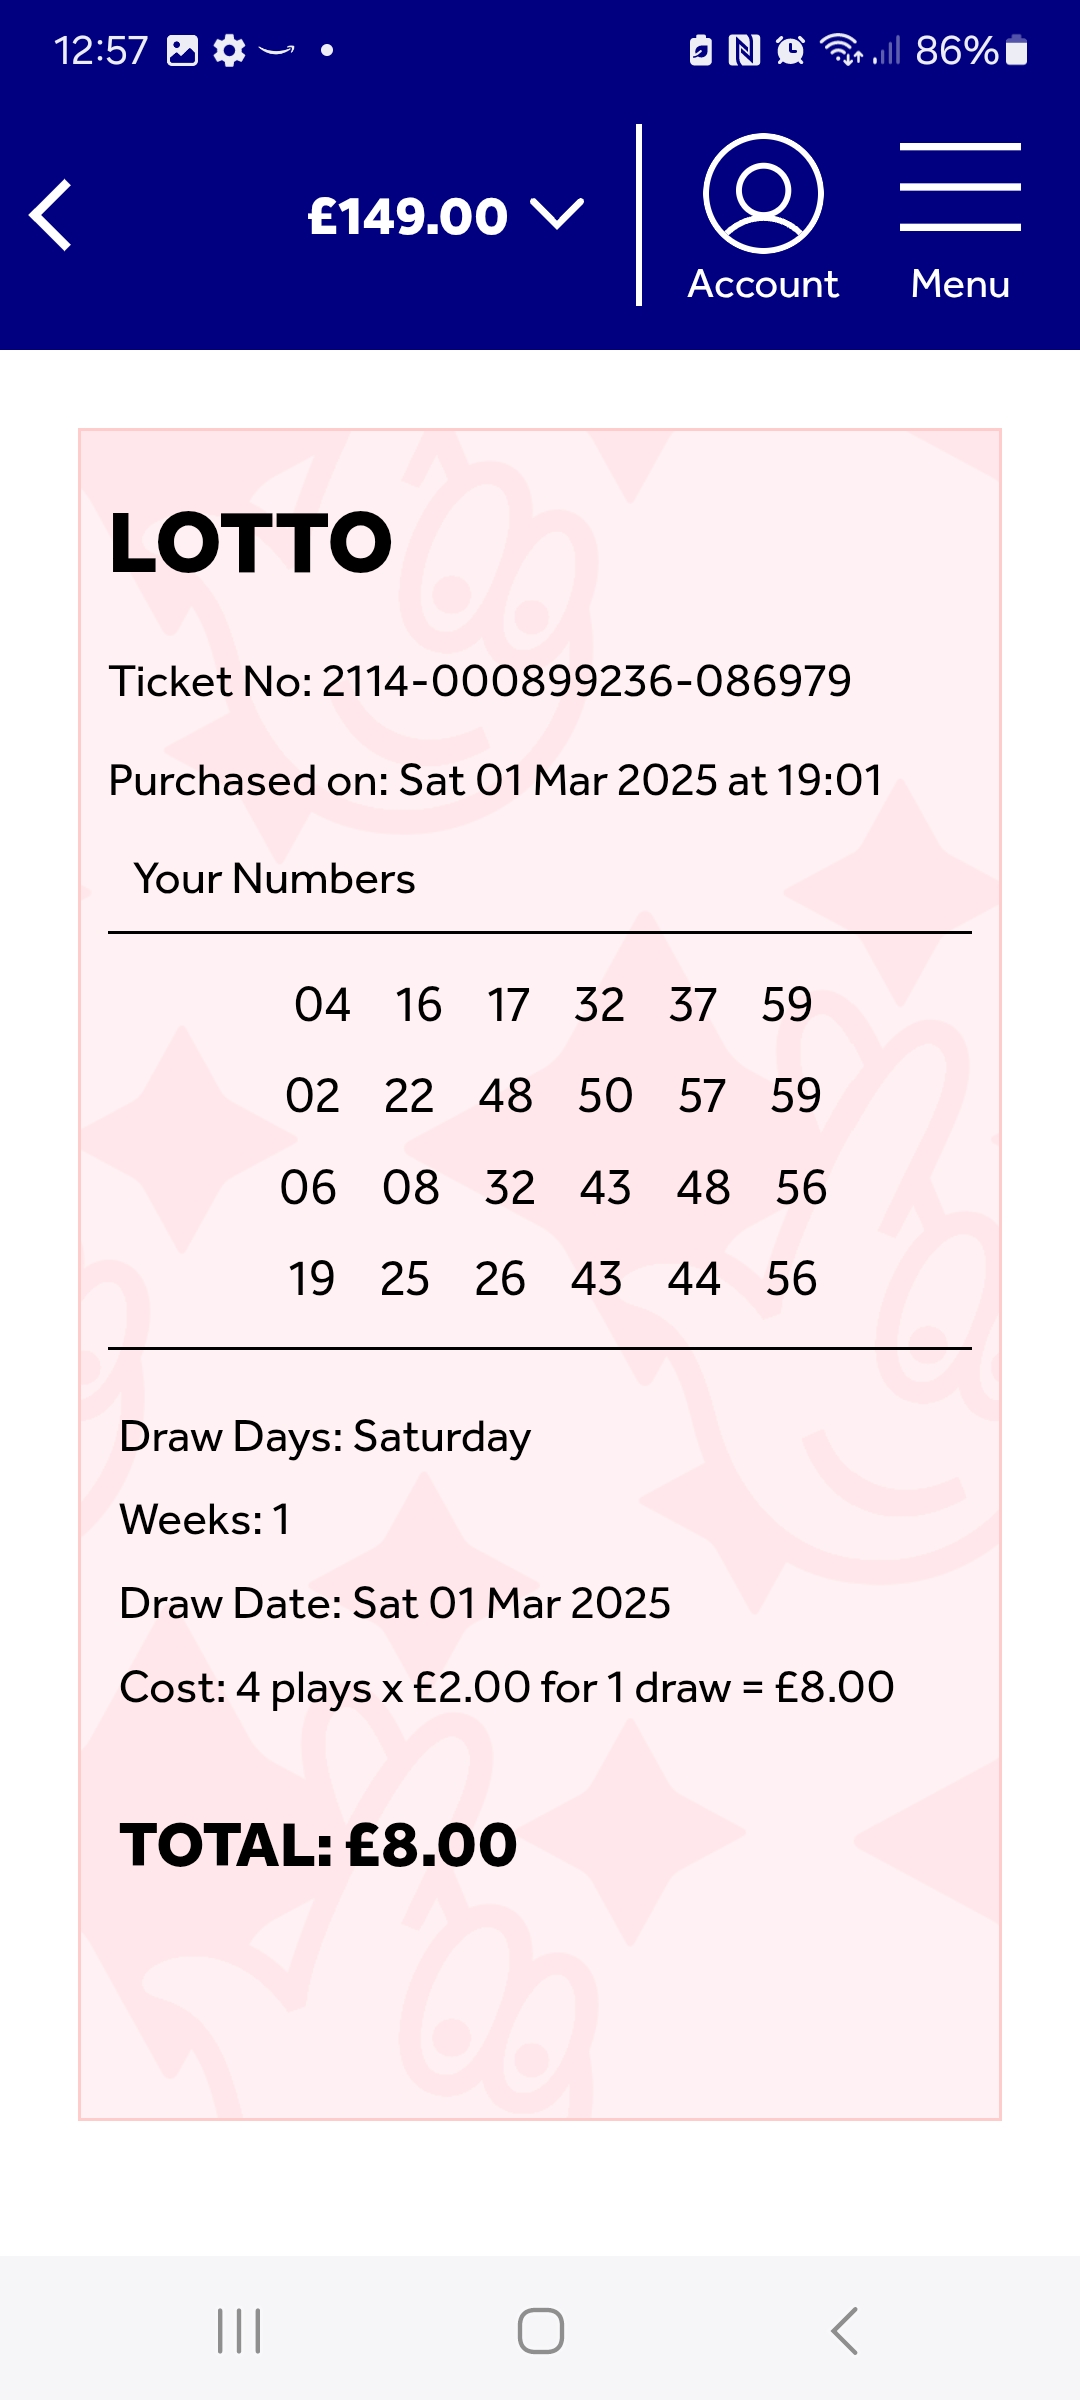 12:57 86%
£149.00
Account Menu
LOTTO
Ticket No: 2114-000899236-086979
Purchased on: Sat 01 Mar 2025 at 19:01
Your Numbers
04 16 17 32 37 59
02 22 48 50 57 59
06 08 32 43 48 56
19 25 26 43 44 56
Draw Days: Saturday
Weeks: 1
Draw Date: Sat 01 Mar 2025
Cost: 4 plays x £2.00 for 1 draw = £8.00
TOTAL: £8.00